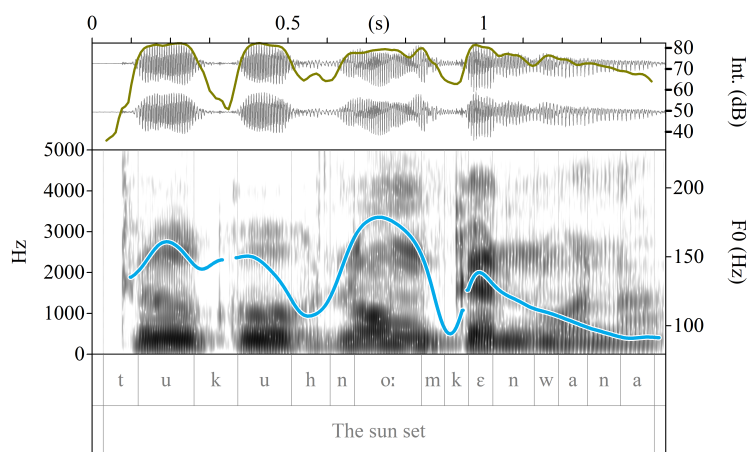 0 0.5 (s) 1
80
70
60
50
40
Int. (dB)
5000
4000
3000
2000
1000
0
Hz
200
150
100
F0 (Hz)
t u k u h n oː m k ɛ n w a n a
The sun set